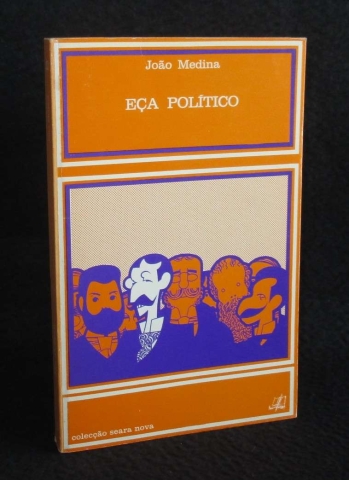 João Medina
EÇA POLÍTICO
colecção seara nova